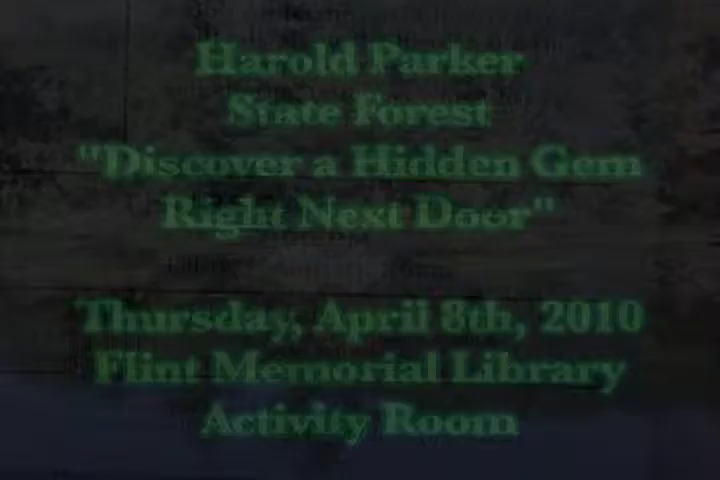 Harold Parker
State Forest
"Discover a Hidden Gem
Right Next Door"
Thursday, April 8th, 2010
Flint Memorial Library
Activity Room